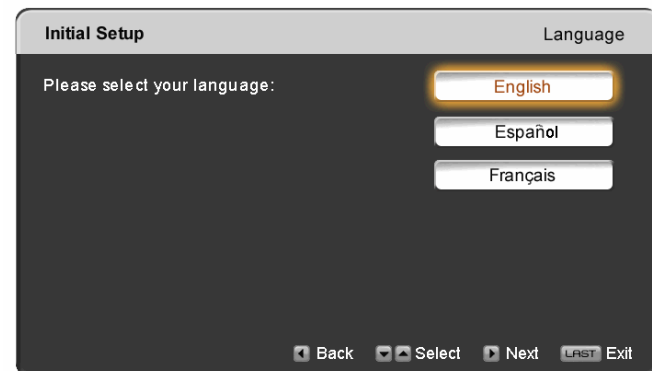 Initial Setup Language
Please select your language:
English
Español
Français
Back Select Next LAST Exit